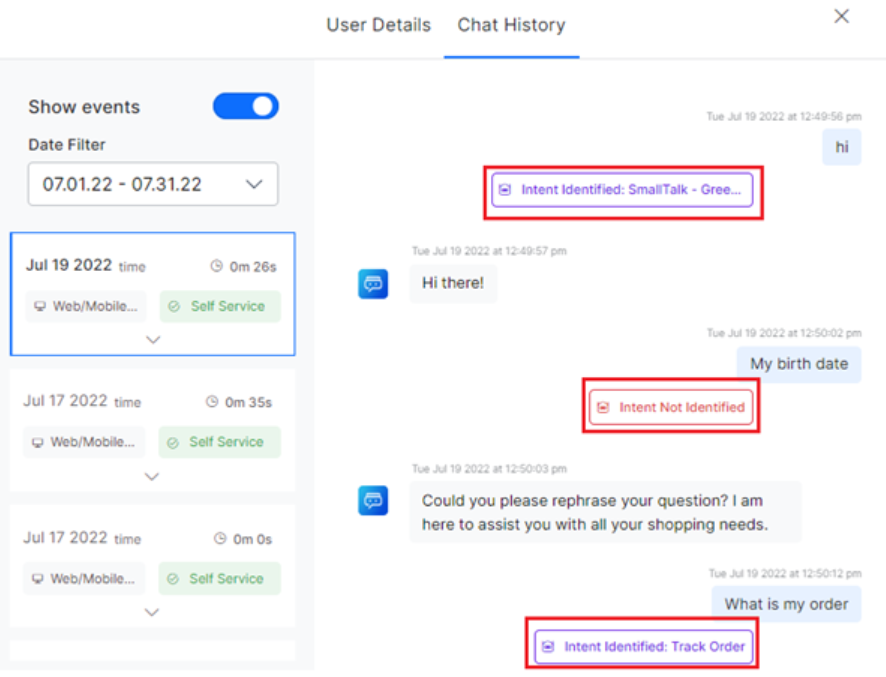 User Details Chat History
Show events
Date Filter
07.01.22 - 07.31.22
Jul 19 2022 time 0m 26s
Web/Mobile... Self Service
Jul 17 2022 time 0m 35s
Web/Mobile... Self Service
Jul 17 2022 time 0m 0s
Web/Mobile... Self Service
Tue Jul 19 2022 at 12:49:56 pm
hi
Intent Identified: SmallTalk - Gree...
Tue Jul 19 2022 at 12:49:57 pm
Hi there!
Tue Jul 19 2022 at 12:50:02 pm
My birth date
Intent Not Identified
Tue Jul 19 2022 at 12:50:03 pm
Could you please rephrase your question? I am
here to assist you with all your shopping needs.
Tue Jul 19 2022 at 12:50:12 pm
What is my order
Intent Identified: Track Order